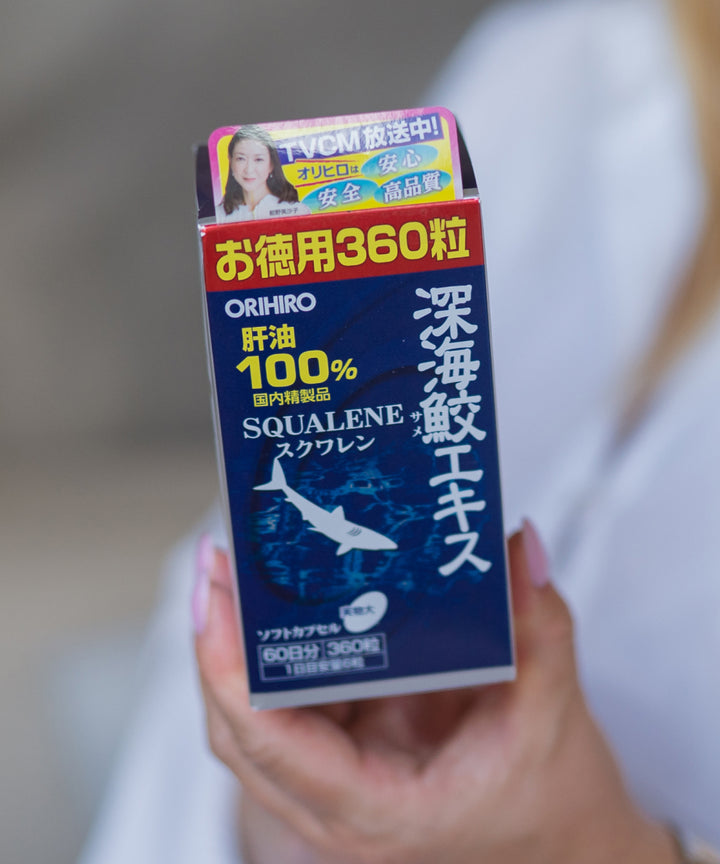 TVCM放送中!
オリヒロは
安心
安全
高品質
お徳用360粒
ORIHIRO
肝油
100%
国内精製品
SQUALENE
スクワレン
深海鮫エキス
サメ
実物大
ソフトカプセル
60日分 360粒
1日目安量6粒